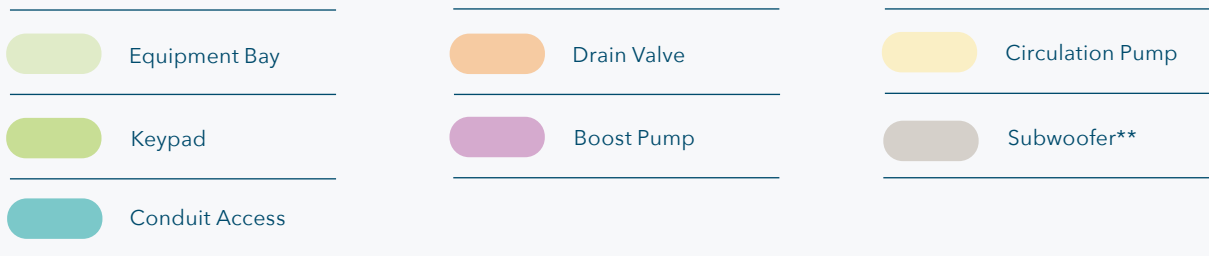 Equipment Bay
Drain Valve
Circulation Pump
Keypad
Boost Pump
Subwoofer**
Conduit Access